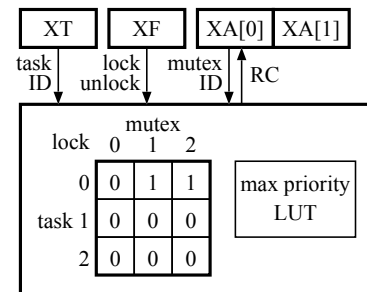 XT XF XA[0] XA[1]
task ID
lock unlock
mutex ID
RC
mutex
lock 0 1 2
0 0 1 1
task 1 0 0 0
2 0 0 0
max priority
LUT